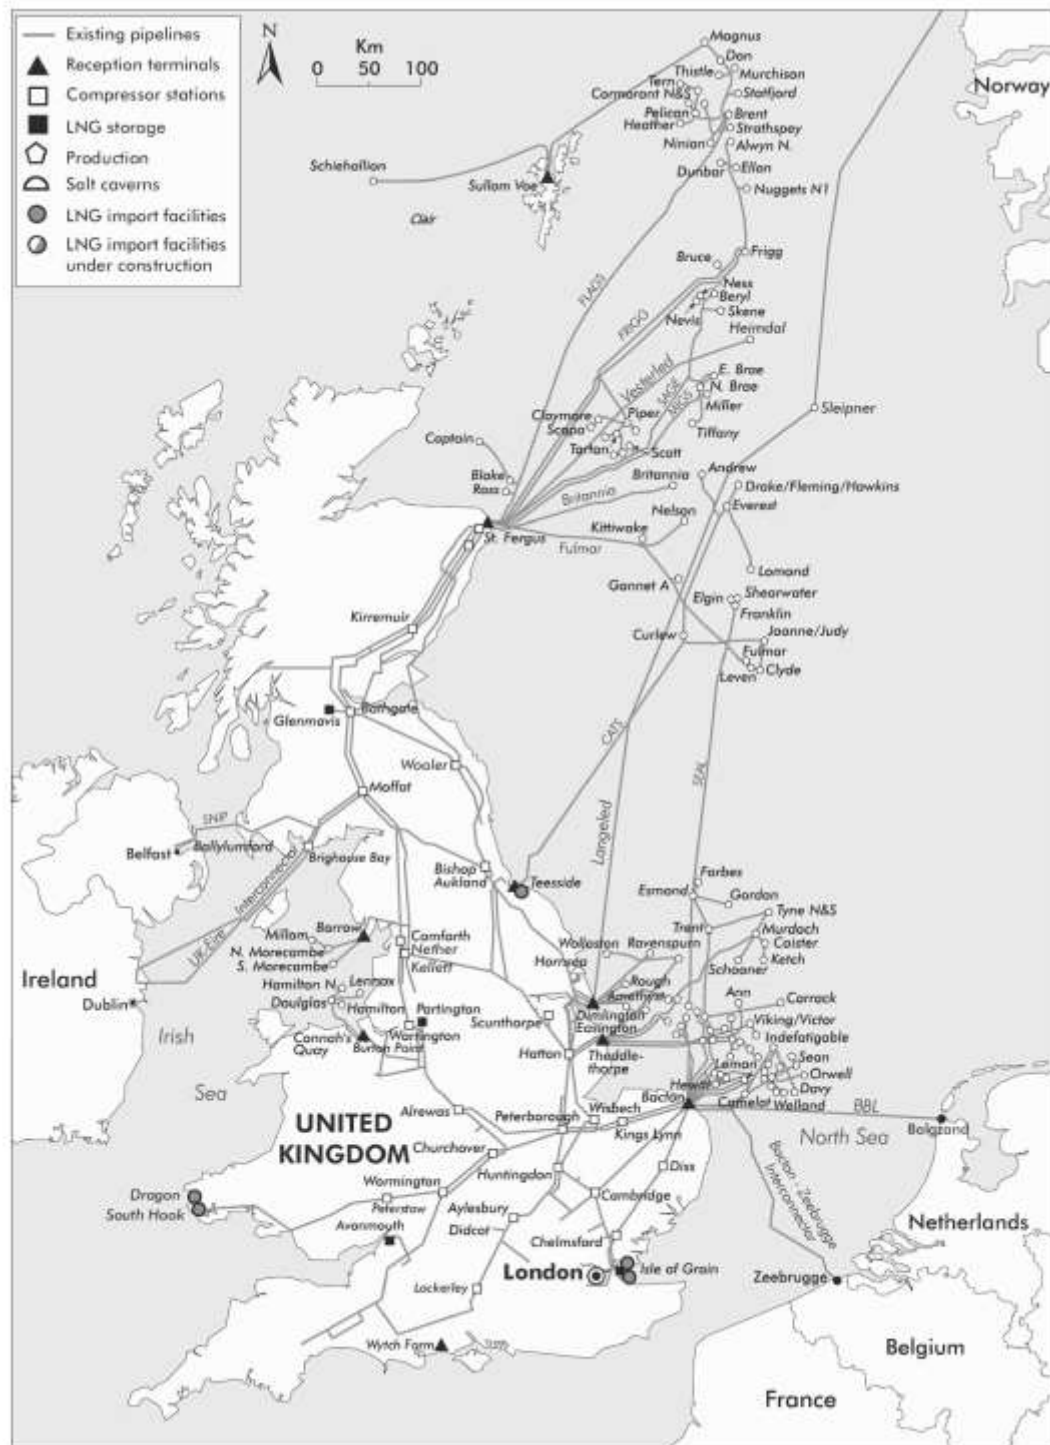 Existing pipelines
Reception terminals
Compressor stations
LNG storage
Production
Salt caverns
LNG import facilities
LNG import facilities
under construction
N
Km
0 50 100
Norway
Magnus
Don
Thistle
Murchison
Tern
Statfjord
Cormorant N&S
Pelican
Brent
Heather
Strathspey
Ninian
Alwyn N.
Dunbar
Ellon
Nuggets N1
Schiehallion
Sullom Voe
Clair
Bruce
Frigg
FLAGS
Ness
Beryl
Nevis
Skene
FRIGG
Heimdal
Vesterled
E. Brae
SAGE
N. Brae
MIGS
Miller
Claymore
Piper
Sleipner
Scapa
Tiffany
Captain
Tartan
Scott
Andrew
Blake
Britannia
Drake/Fleming/Hawkins
Ross
Britannia
Everest
Nelson
St. Fergus
Kittiwake
Fulmar
Lomond
Gannet A
Elgin
Shearwater
Franklin
Kirremuir
Curlew
Joanne/Judy
Fulmar
Leven
Clyde
Bathgate
Glenmavis
CATS
Wooler
SEAL
Moffat
Langeled
SNIP
Ballylumford
Belfast
Brighouse Bay
Interconnector
UK-Eire
Bishop
Aukland
Teesside
Forbes
Esmond
Gordon
Tyne N&S
Trent
Murdoch
Barrow
Millom
N. Morecambe
S. Morecambe
Carnforth
Nether
Kellett
Wollaston
Ravenspurn
Caister
Ketch
Schooner
Hornsea
Rough
Ireland
Hamilton N
Lennox
Amethyst
Ann
Carrack
Dublin
Douglas
Hamilton
Partington
Dimlington
Easington
Viking/Victor
Scunthorpe
Indefatigable
Irish
Warrington
Connah's
Quay
Burton Point
Hatton
Theddle-
thorpe
Leman
Sean
Orwell
Hewett
Davy
Sea
Bacton
Camelot
Welland
BBL
UNITED
KINGDOM
Alrewas
Peterborough
Wisbech
Kings Lynn
North Sea
Balgzand
Churchover
Huntingdon
Diss
Bacton - Zeebrugge
Interconnector
Dragon
South Hook
Wormington
Peterstow
Cambridge
Aylesbury
Netherlands
Avonmouth
Didcot
Chelmsford
London
Isle of Grain
Zeebrugge
Lockerley
Wytch Farm
Belgium
France